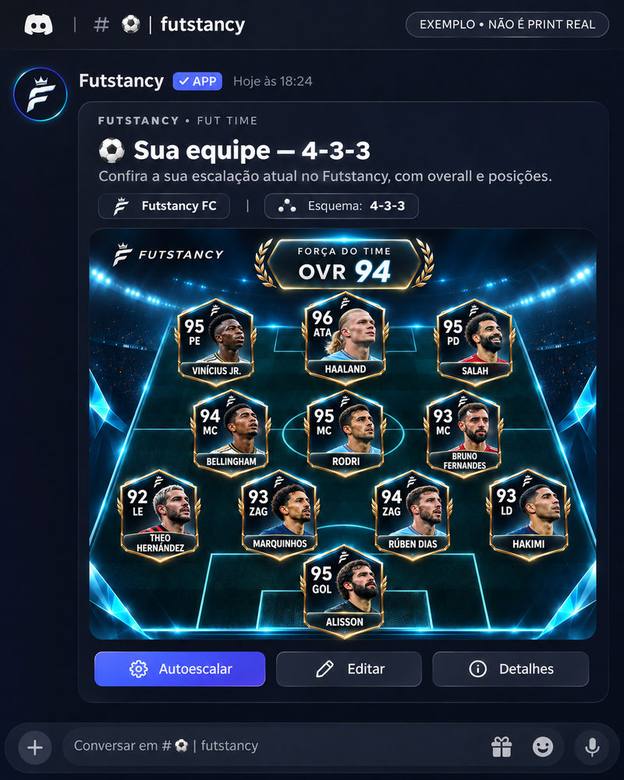 # ⚽ | futstancy
EXEMPLO • NÃO É PRINT REAL
Futstancy ✓ APP Hoje às 18:24
FUTSTANCY • FUT TIME
⚽ Sua equipe — 4-3-3
Confira a sua escalação atual no Futstancy, com overall e posições.
Futstancy FC | Esquema: 4-3-3
FUTSTANCY
FORÇA DO TIME
OVR 94
95
PE
VINÍCIUS JR.
96
ATA
HAALAND
95
PD
SALAH
94
MC
BELLINGHAM
95
MC
RODRI
93
MC
BRUNO
FERNANDES
92
LE
THEO
HERNÁNDEZ
93
ZAG
MARQUINHOS
94
ZAG
RÚBEN DIAS
93
LD
HAKIMI
95
GOL
ALISSON
Autoescalar
Editar
Detalhes
Conversar em # ⚽ | futstancy